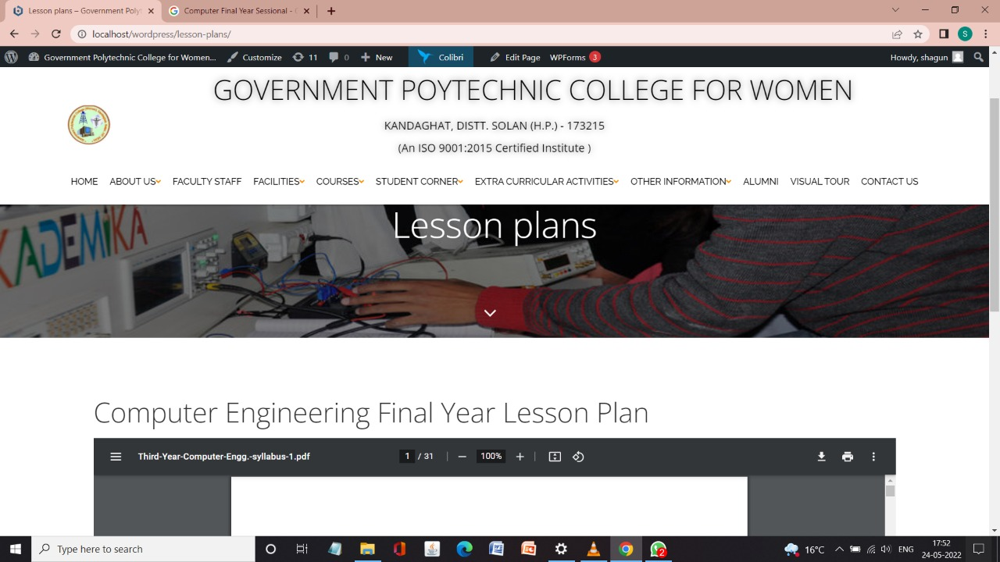 Lesson plans – Government Poly
Computer Final Year Sessional -
localhost/wordpress/lesson-plans/
S
Government Polytechnic College for Women...
Customize
11
0
New
Colibri
Edit Page
WPForms
3
Howdy, shagun
GOVERNMENT POYTECHNIC COLLEGE FOR WOMEN
KANDAGHAT, DISTT. SOLAN (H.P.) - 173215
(An ISO 9001:2015 Certified Institute )
HOME ABOUT US FACULTY STAFF FACILITIES COURSES STUDENT CORNER EXTRA CURRICULAR ACTIVITIES OTHER INFORMATION ALUMNI VISUAL TOUR CONTACT US
KADEMIKA
Lesson plans
Computer Engineering Final Year Lesson Plan
Third-Year-Computer-Engg.-syllabus-1.pdf
1 / 31
100%
Type here to search
2
16°C
ENG
17:52
24-05-2022